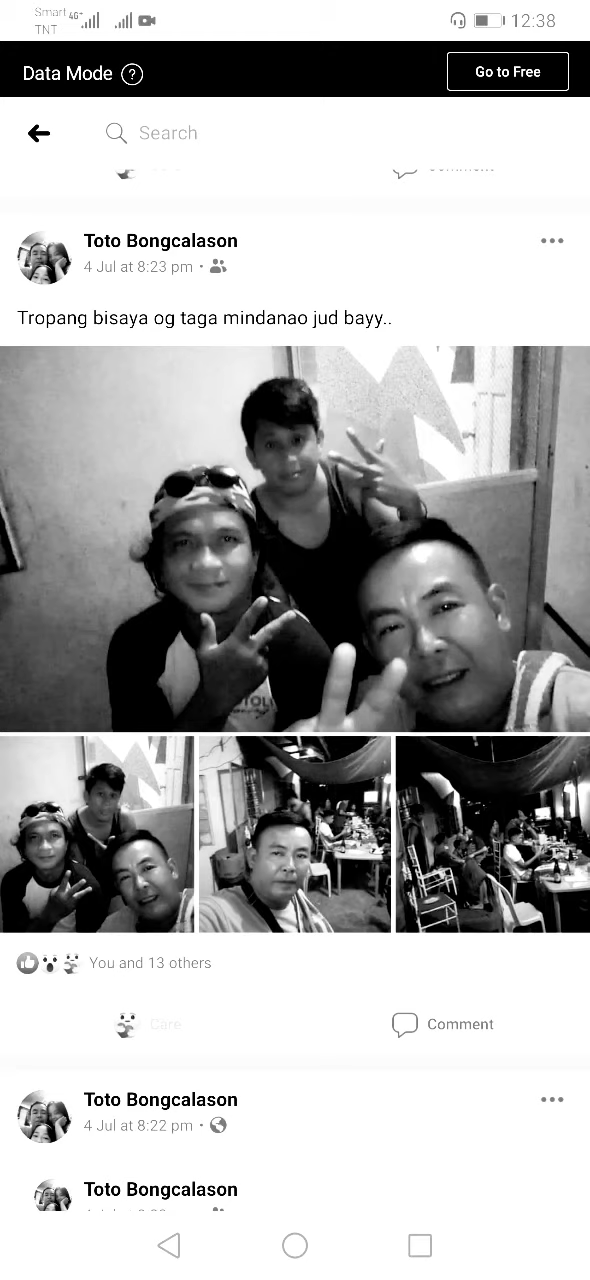 Smart 4G+
TNT
12:38
Data Mode ?
Go to Free
Search
Toto Bongcalason
4 Jul at 8:23 pm ·
Tropang bisaya og taga mindanao jud bayy..
You and 13 others
Care
Comment
Toto Bongcalason
4 Jul at 8:22 pm ·
Toto Bongcalason